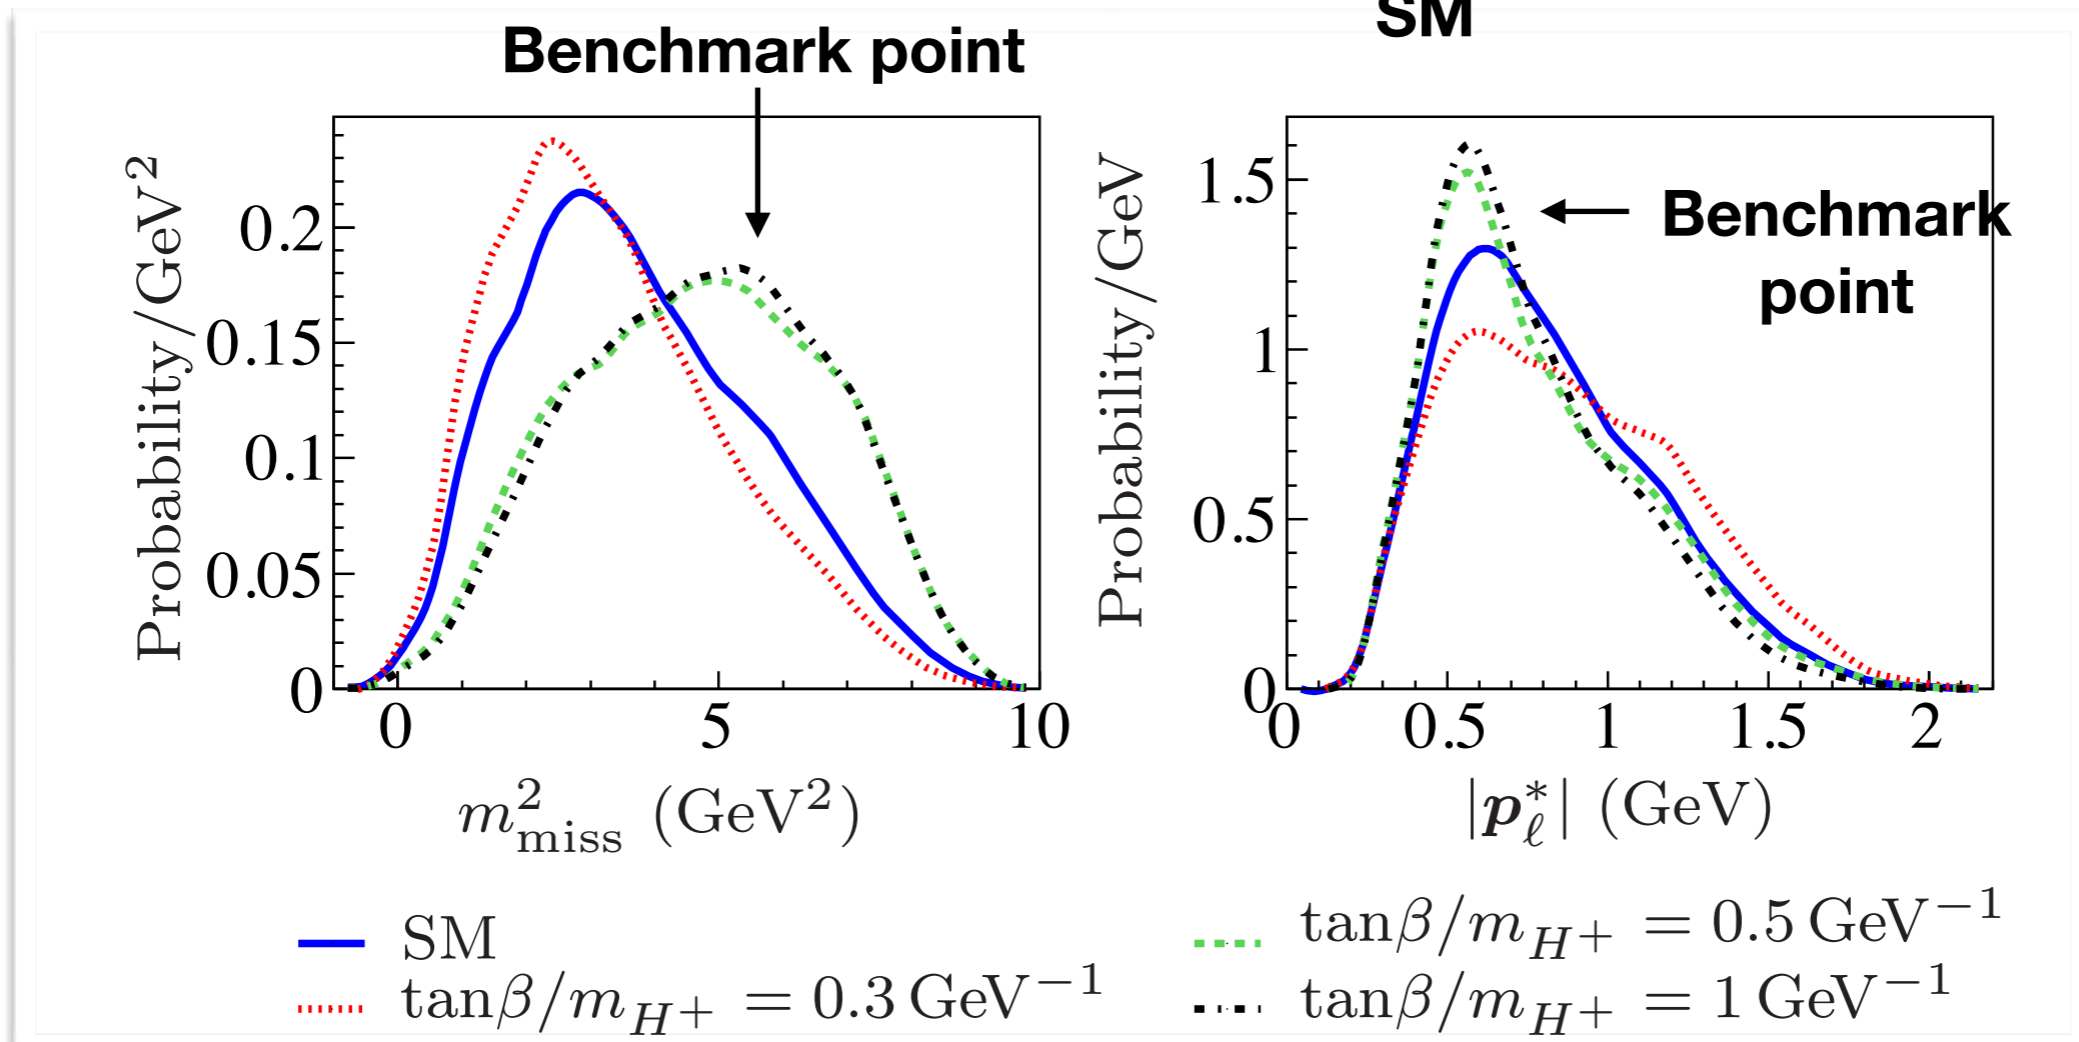 SM
Benchmark point
Probability/GeV²
0.2
0.15
0.1
0.05
0
0
5
10
m²miss (GeV²)
Probability/GeV
1.5
1
0.5
0
0
0.5
1
1.5
2
|p*ℓ| (GeV)
Benchmark
point
SM
tanβ/mH+ = 0.3 GeV⁻¹
tanβ/mH+ = 0.5 GeV⁻¹
tanβ/mH+ = 1 GeV⁻¹